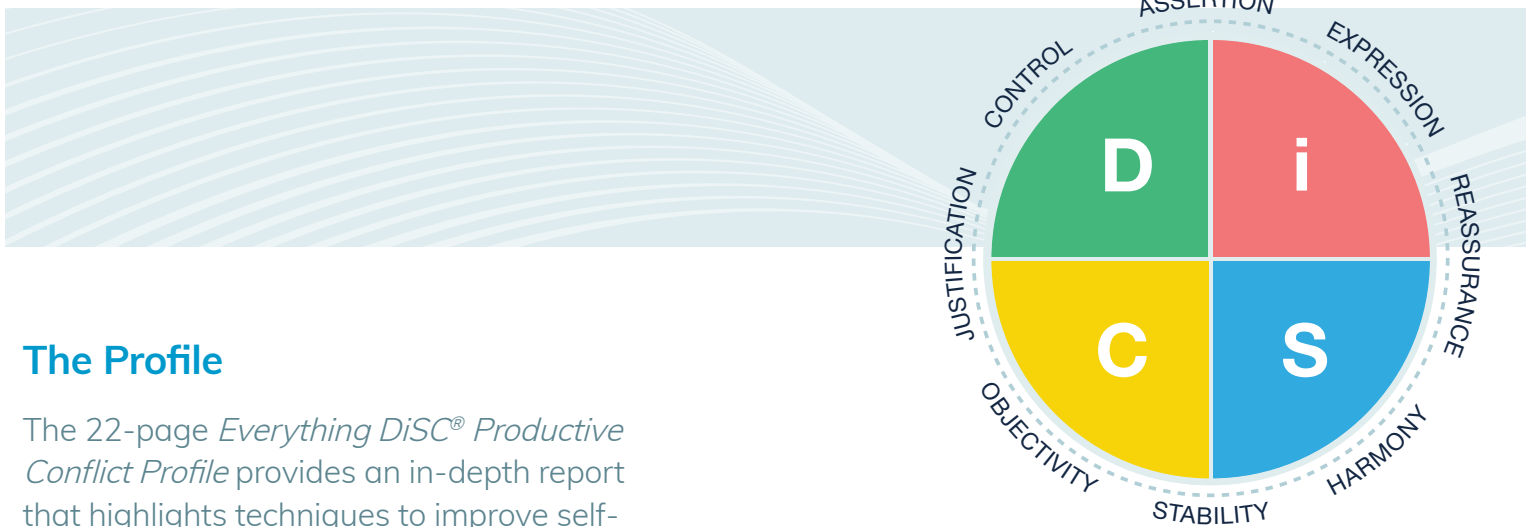 ASSERTION
CONTROL
EXPRESSION
D
i
JUSTIFICATION
REASSURANCE
The Profile
C
S
The 22-page Everything DiSC® Productive
Conflict Profile provides an in-depth report
that highlights techniques to improve self-
OBJECTIVITY
HARMONY
STABILITY